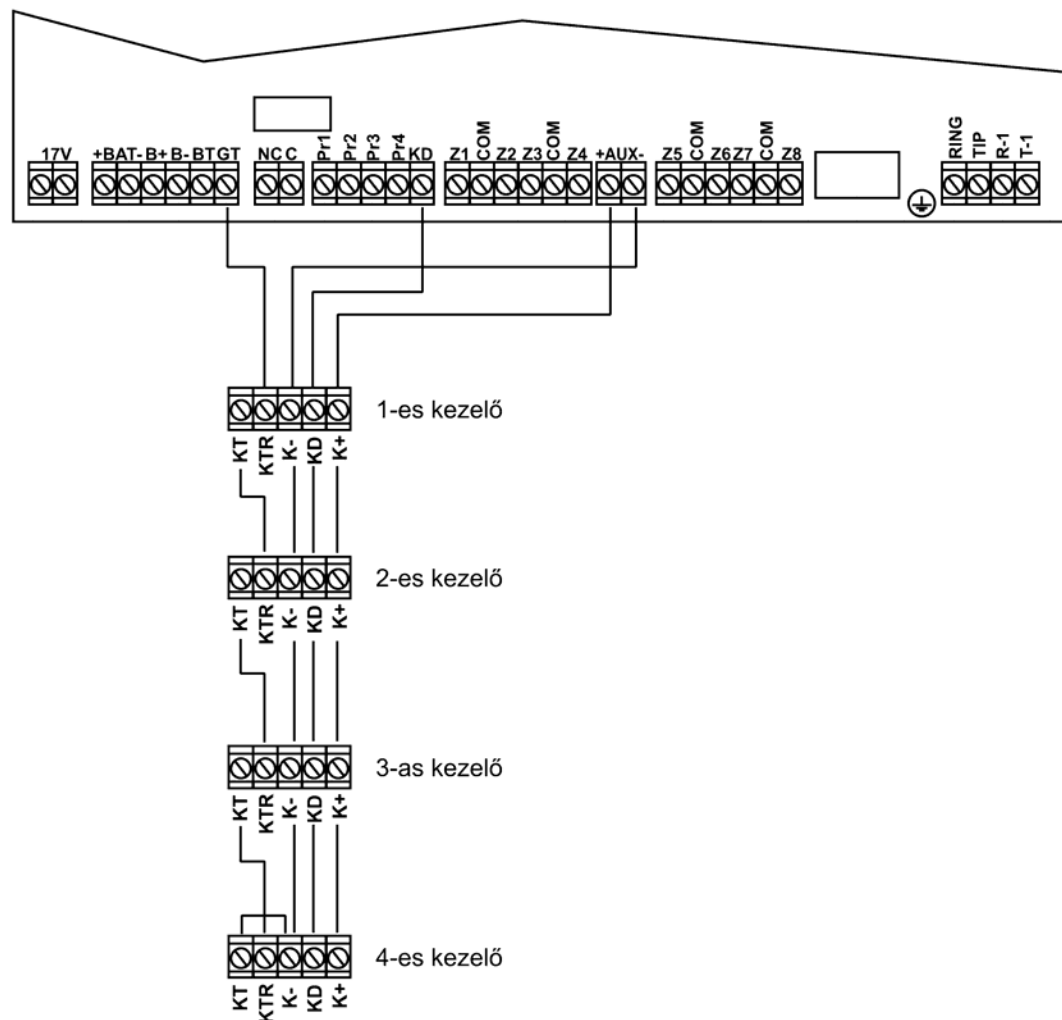 17V +BAT- B+ B- BT GT NC C Pr1 Pr2 Pr3 Pr4 KD Z1 COM Z2 Z3 COM Z4 +AUX- Z5 COM Z6 Z7 COM Z8 RING TIP R-1 T-1
1-es kezelő
KT KTR K- KD K+
2-es kezelő
KT KTR K- KD K+
3-as kezelő
KT KTR K- KD K+
4-es kezelő
KT KTR K- KD K+